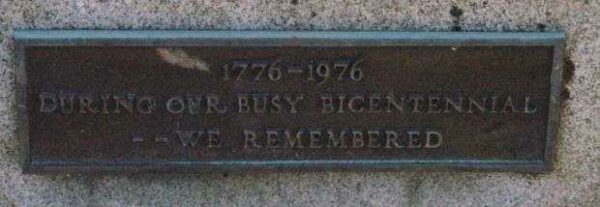 1776-1976
DURING OUR BUSY BICENTENNIAL
--WE REMEMBERED